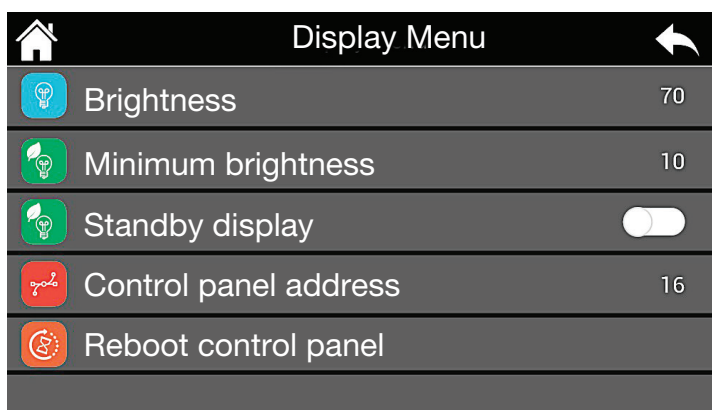 Display Menu
Brightness 70
Minimum brightness 10
Standby display
Control panel address 16
Reboot control panel